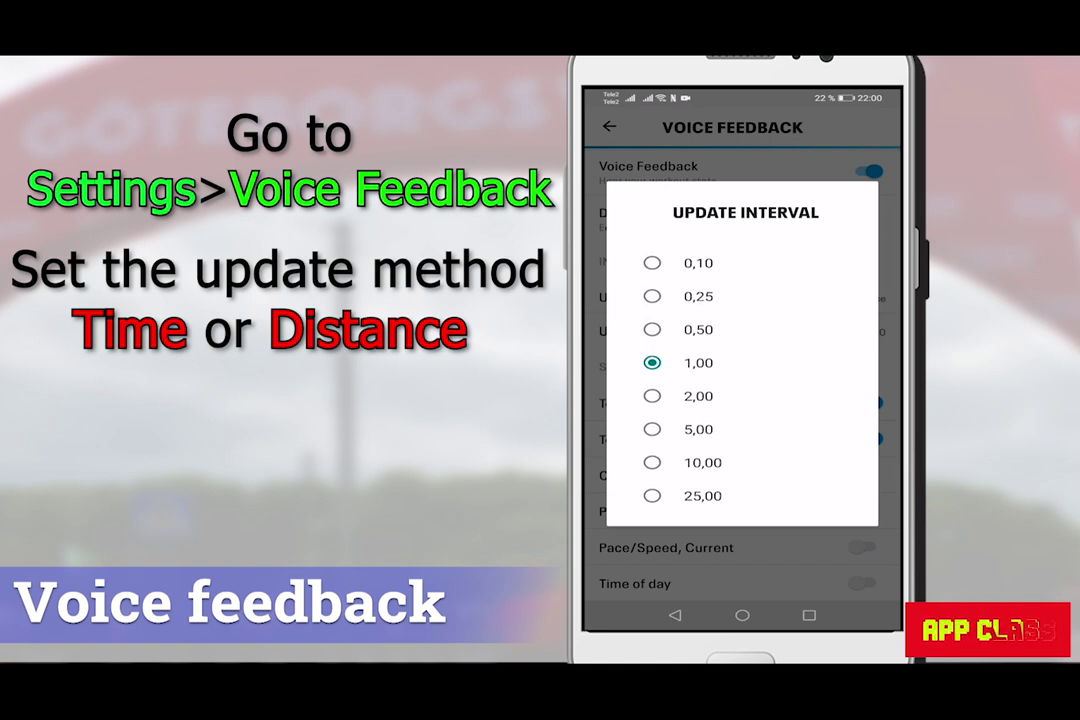 Go to
Settings>Voice Feedback
Set the update method
Time or Distance
Voice feedback
Tele2
Tele2
22 % 22:00
VOICE FEEDBACK
Voice Feedback
UPDATE INTERVAL
0,10
0,25
0,50
1,00
2,00
5,00
10,00
25,00
Pace/Speed, Current
Time of day
APP CLASS